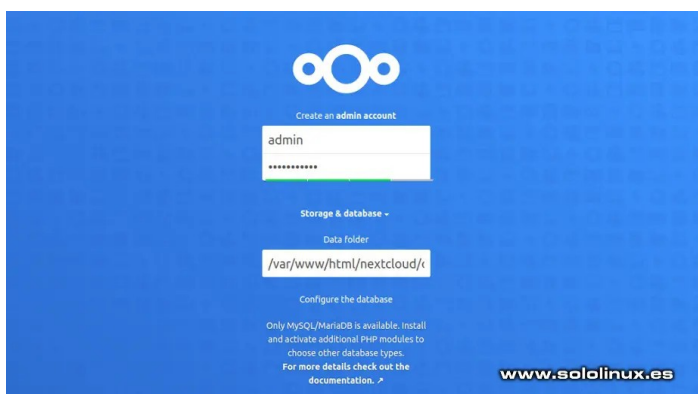 Create an admin account
admin
•••••••••••
Storage & database
Data folder
/var/www/html/nextcloud/
Configure the database
Only MySQL/MariaDB is available. Install
and activate additional PHP modules to
choose other database types.
For more details check out the
documentation. ↗
www.sololinux.es